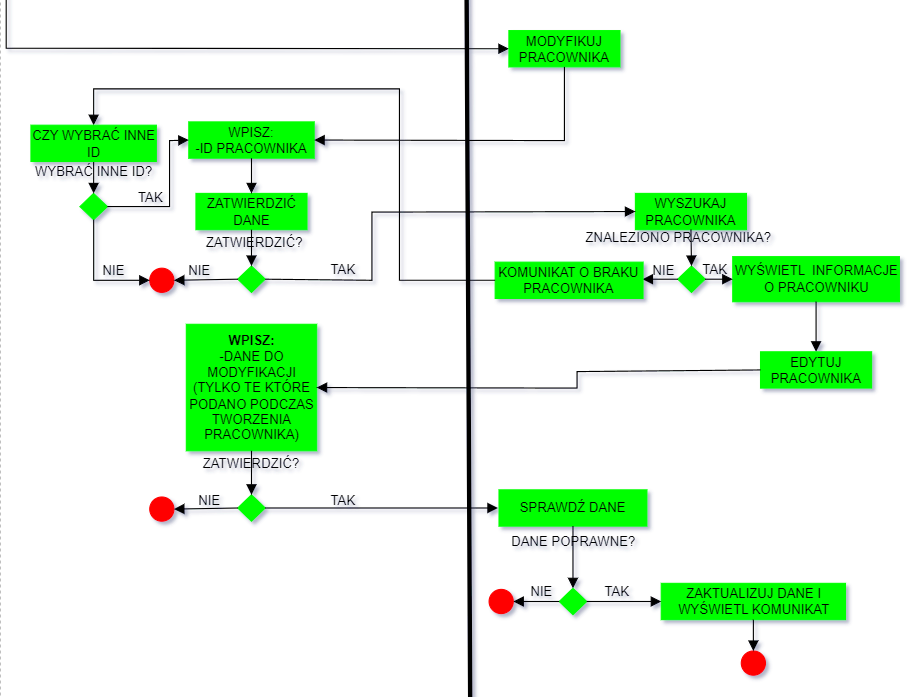 MODYFIKUJ
PRACOWNIKA
CZY WYBRAĆ INNE
ID
WYBRAĆ INNE ID?
TAK
NIE
WPISZ:
-ID PRACOWNIKA
ZATWIERDZIĆ
DANE
ZATWIERDZIĆ?
NIE
TAK
WYSZUKAJ
PRACOWNIKA
ZNALEZIONO PRACOWNIKA?
NIE
TAK
KOMUNIKAT O BRAKU
PRACOWNIKA
WYŚWIETL INFORMACJE
O PRACOWNIKU
EDYTUJ
PRACOWNIKA
WPISZ:
-DANE DO
MODYFIKACJI
(TYLKO TE KTÓRE
PODANO PODCZAS
TWORZENIA
PRACOWNIKA)
ZATWIERDZIĆ?
NIE
TAK
SPRAWDŹ DANE
DANE POPRAWNE?
NIE
TAK
ZAKTUALIZUJ DANE I
WYŚWIETL KOMUNIKAT